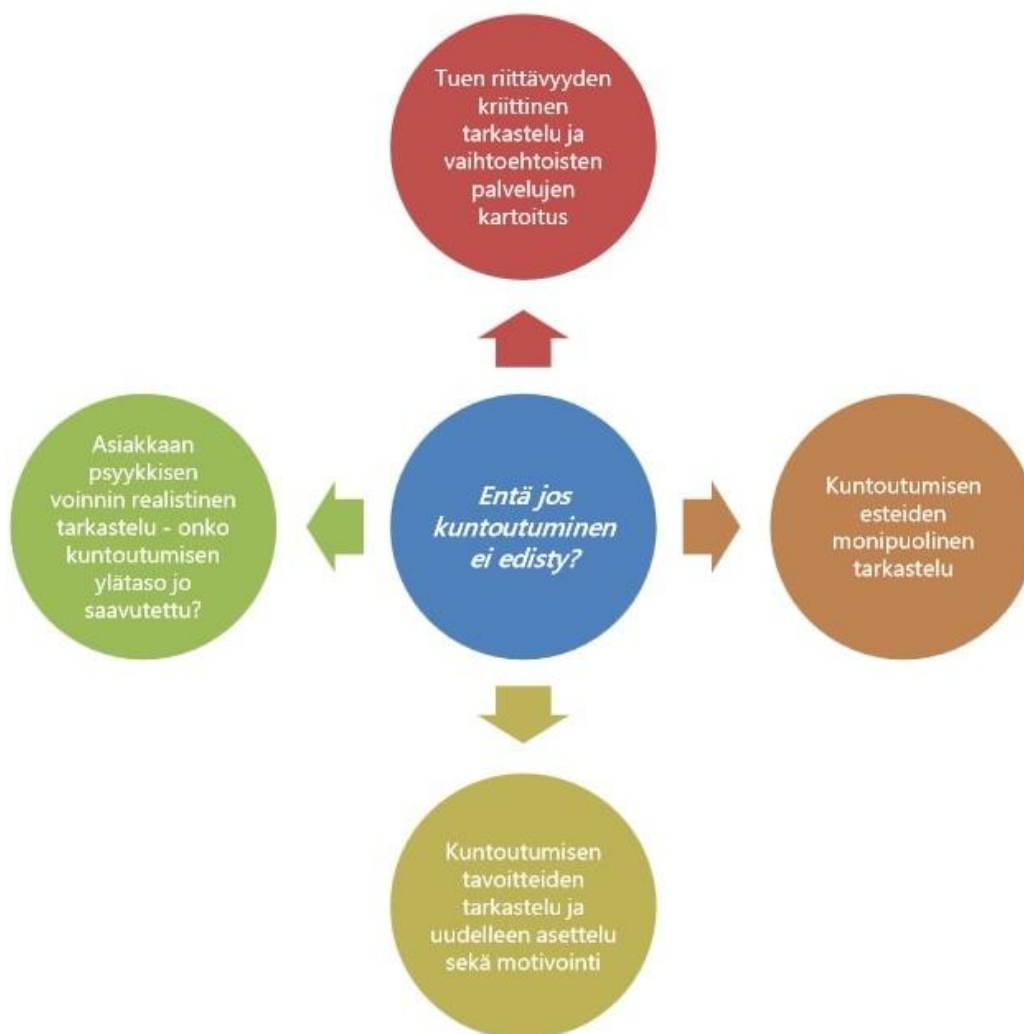 Tuen riittävyyden
kriittinen
tarkastelu ja
vaihtoehtoisten
palvelujen
kartoitus
Asiakkaan
psyykkisen
voinnin realistinen
tarkastelu - onko
kuntoutumisen
ylätaso jo
saavutettu?
Entä jos
kuntoutuminen
ei edisty?
Kuntoutumisen
esteiden
monipuolinen
tarkastelu
Kuntoutumisen
tavoitteiden
tarkastelu ja
uudelleen asettelu
sekä motivointi